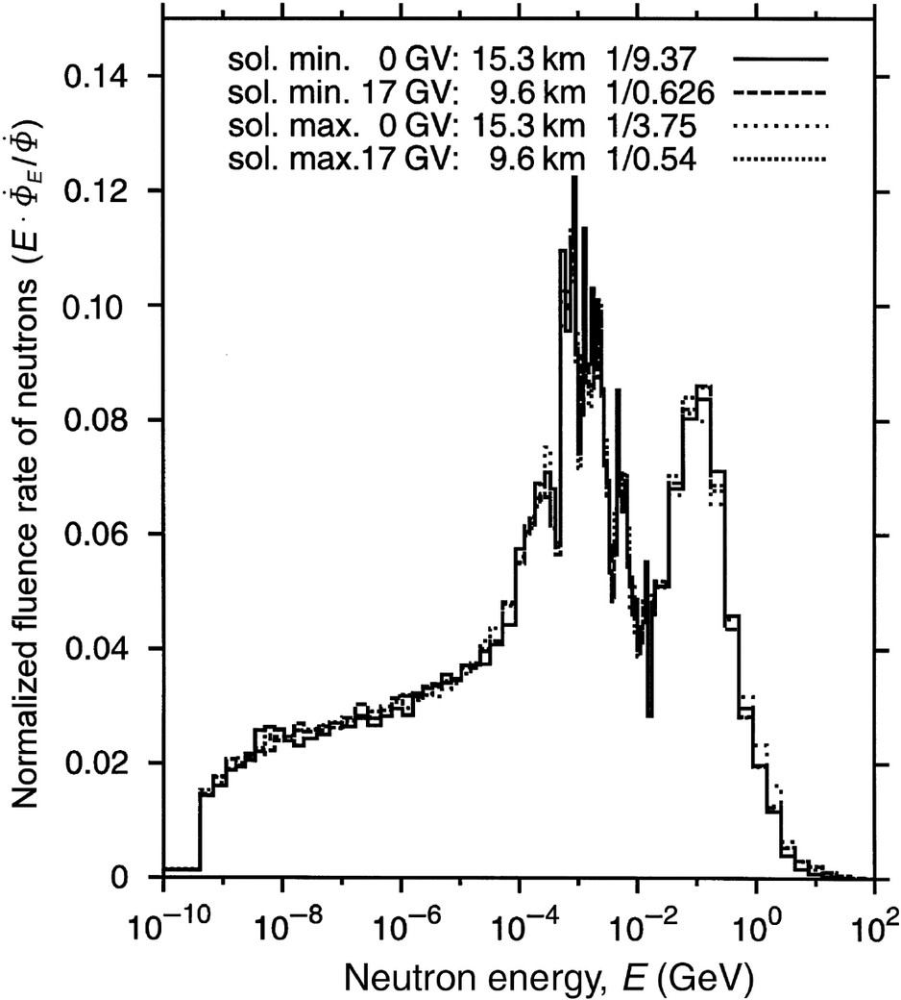 sol. min. 0 GV: 15.3 km 1/9.37
sol. min. 17 GV: 9.6 km 1/0.626
sol. max. 0 GV: 15.3 km 1/3.75
sol. max.17 GV: 9.6 km 1/0.54
Normalized fluence rate of neutrons (E · Φ̇_E / Φ̇)
0.14
0.12
0.10
0.08
0.06
0.04
0.02
0
10⁻¹⁰ 10⁻⁸ 10⁻⁶ 10⁻⁴ 10⁻² 10⁰ 10²
Neutron energy, E (GeV)